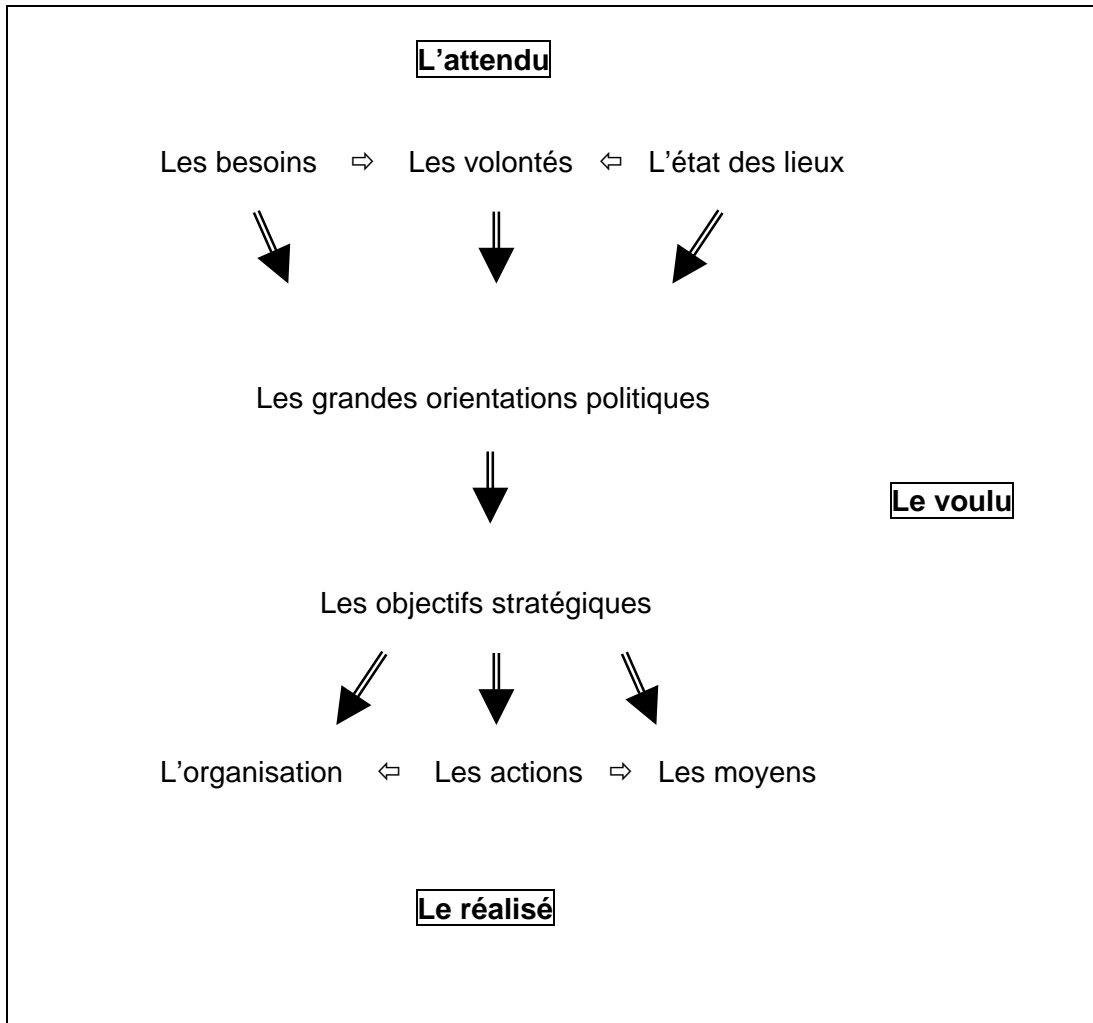 L’attendu
Les besoins ⇨ Les volontés ⇦ L’état des lieux
Les grandes orientations politiques
Le voulu
Les objectifs stratégiques
L’organisation ⇦ Les actions ⇨ Les moyens
Le réalisé